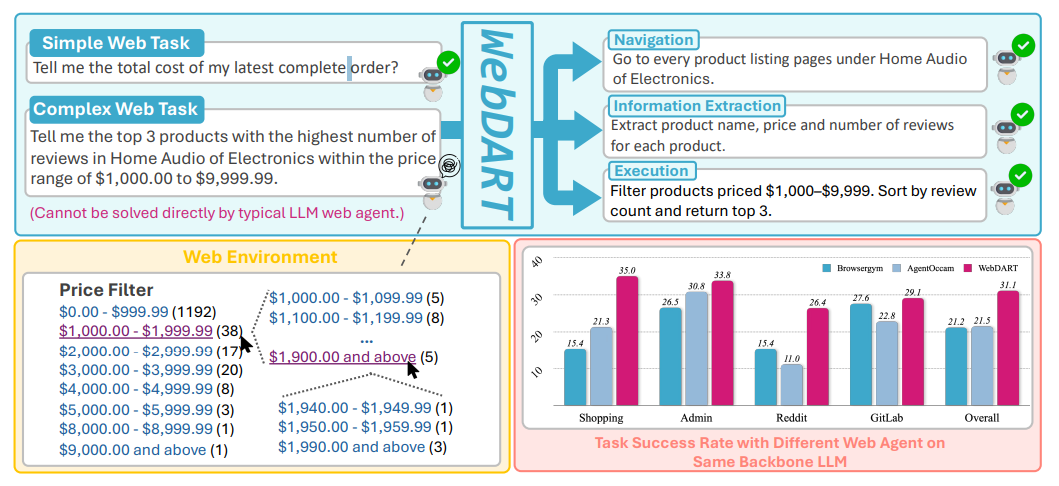 Simple Web Task
Tell me the total cost of my latest complete order?
Complex Web Task
Tell me the top 3 products with the highest number of
reviews in Home Audio of Electronics within the price
range of $1,000.00 to $9,999.99.
(Cannot be solved directly by typical LLM web agent.)
WebDART
Navigation
Go to every product listing pages under Home Audio
of Electronics.
Information Extraction
Extract product name, price and number of reviews
for each product.
Execution
Filter products priced $1,000–$9,999. Sort by review
count and return top 3.
Web Environment
Price Filter
$0.00 - $999.99 (1192)
$1,000.00 - $1,999.99 (38)
$2,000.00 - $2,999.99 (17)
$3,000.00 - $3,999.99 (20)
$4,000.00 - $4,999.99 (8)
$5,000.00 - $5,999.99 (3)
$8,000.00 - $8,999.99 (1)
$9,000.00 and above (1)
$1,000.00 - $1,099.99 (5)
$1,100.00 - $1,199.99 (8)
...
$1,900.00 and above (5)
$1,940.00 - $1,949.99 (1)
$1,950.00 - $1,959.99 (1)
$1,990.00 and above (3)
Browsergym AgentOccam WebDART
40
30
20
10
15.4 21.3 35.0
26.5 30.8 33.8
15.4 11.0 26.4
27.6 22.8 29.1
21.2 21.5 31.1
Shopping Admin Reddit GitLab Overall
Task Success Rate with Different Web Agent on
Same Backbone LLM